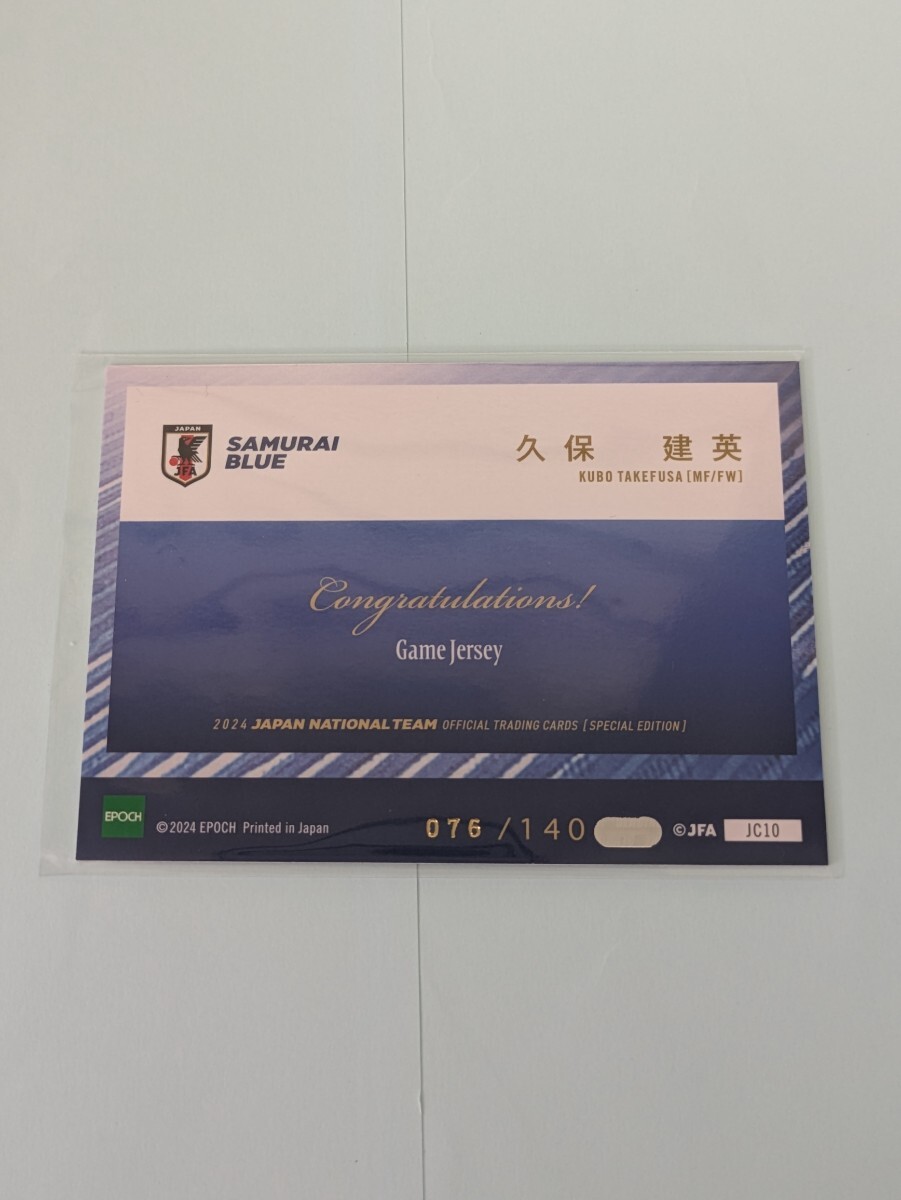 JAPAN
JFA
SAMURAI
BLUE
久保 建英
KUBO TAKEFUSA [MF/FW]
Congratulations!
Game Jersey
2024 JAPAN NATIONAL TEAM OFFICIAL TRADING CARDS [SPECIAL EDITION]
EPOCH
©2024 EPOCH Printed in Japan
076 /140
©JFA
JC10